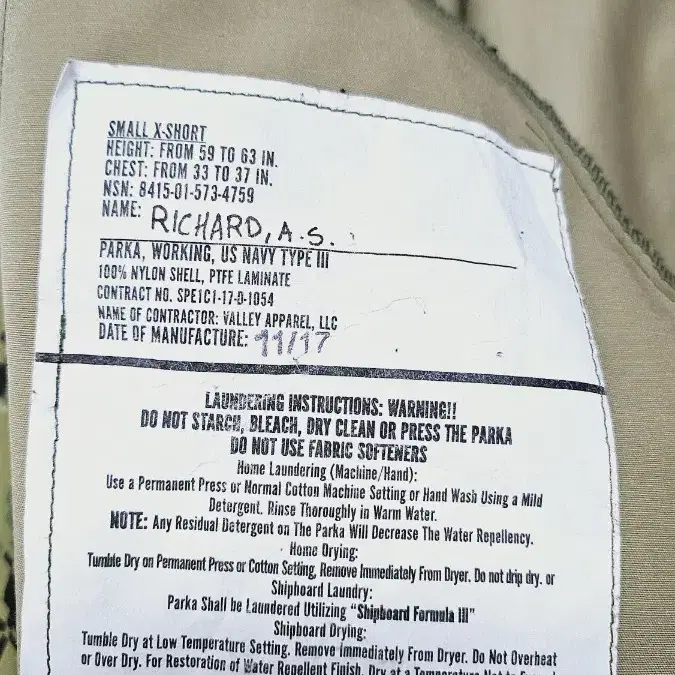 SMALL X-SHORT
HEIGHT: FROM 59 TO 63 IN.
CHEST: FROM 33 TO 37 IN.
NSN: 8415-01-573-4759
NAME: RICHARD, A.S.
PARKA, WORKING, US NAVY TYPE III
100% NYLON SHELL, PTFE LAMINATE
CONTRACT NO. SPE1C1-17-D-1054
NAME OF CONTRACTOR: VALLEY APPAREL, LLC
DATE OF MANUFACTURE: 11/17
LAUNDERING INSTRUCTIONS: WARNING!!
DO NOT STARCH, BLEACH, DRY CLEAN OR PRESS THE PARKA
DO NOT USE FABRIC SOFTENERS
Home Laundering (Machine/Hand):
Use a Permanent Press or Normal Cotton Machine Setting or Hand Wash Using a Mild
Detergent. Rinse Thoroughly in Warm Water.
NOTE: Any Residual Detergent on The Parka Will Decrease The Water Repellency.
Home Drying:
Tumble Dry on Permanent Press or Cotton Setting, Remove Immediately From Dryer. Do not drip dry. or
Shipboard Laundry:
Parka Shall be Laundered Utilizing "Shipboard Formula III"
Shipboard Drying:
Tumble Dry at Low Temperature Setting. Remove Immediately From Dryer. Do Not Overheat
or Over Dry. For Restoration of Water Repellent Finish, Dry at a Temperature Not to